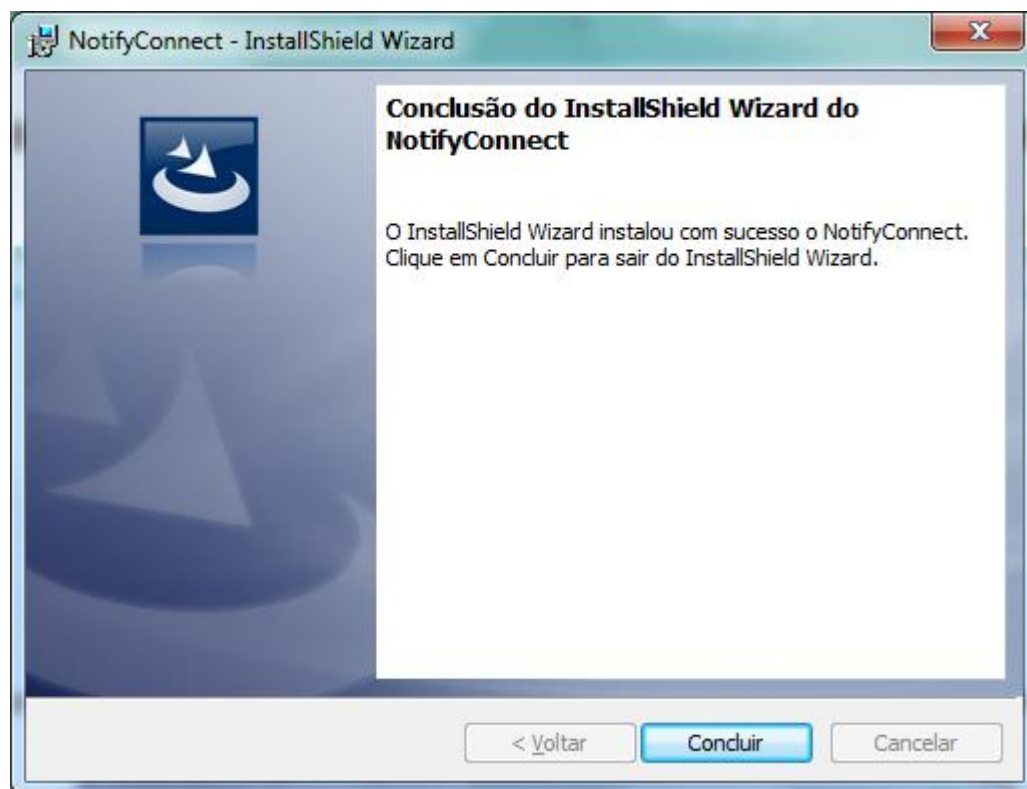 NotifyConnect - InstallShield Wizard
Conclusão do InstallShield Wizard do
NotifyConnect
O InstallShield Wizard instalou com sucesso o NotifyConnect.
Clique em Concluir para sair do InstallShield Wizard.
< Voltar
Concluir
Cancelar